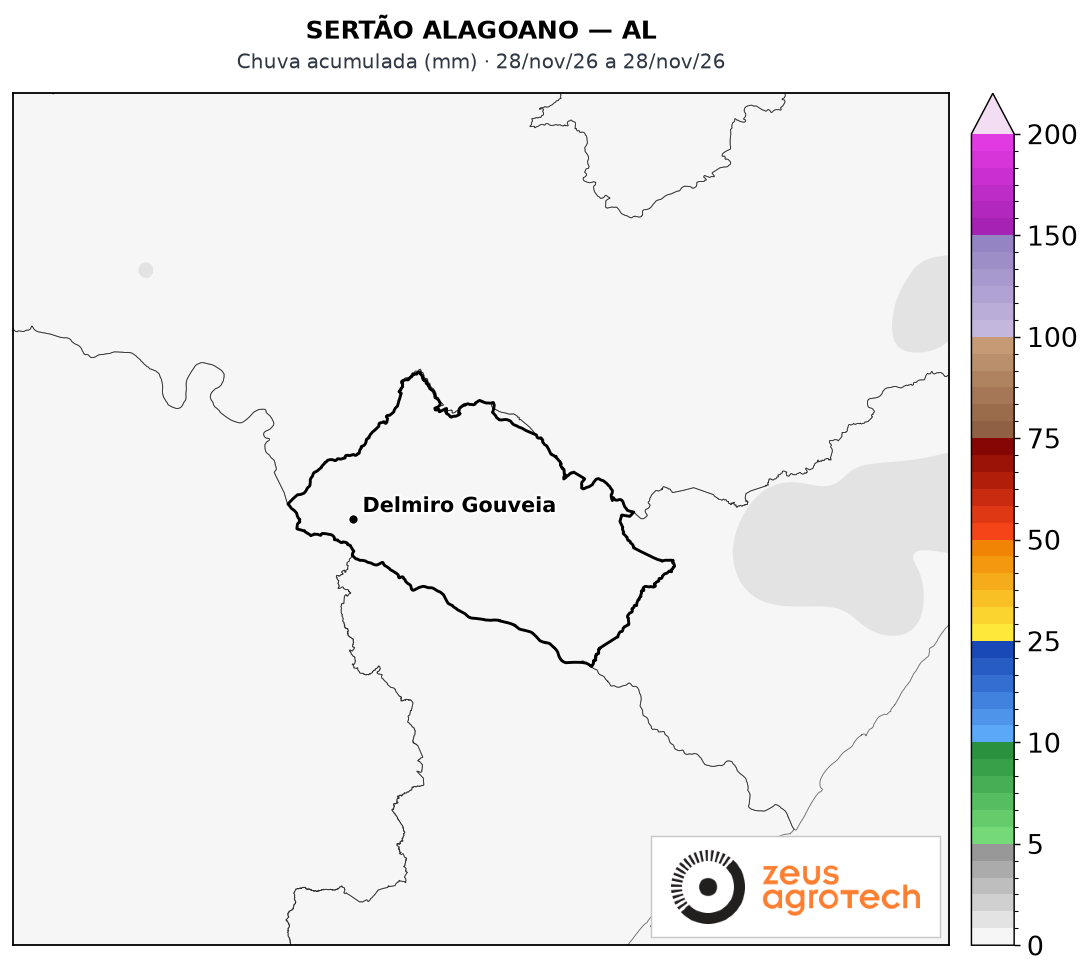 SERTÃO ALAGOANO — AL
Chuva acumulada (mm) · 28/nov/26 a 28/nov/26
200
150
100
75
50
25
10
5
0
Delmiro Gouveia
zeus
agroTech